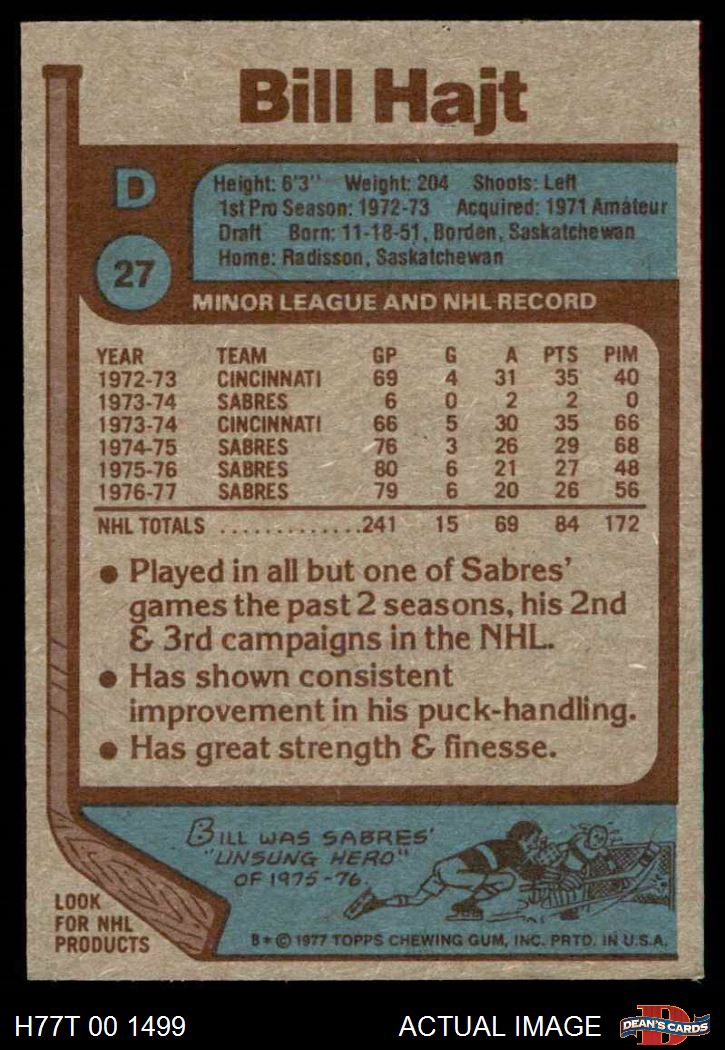 Bill Hajt
D
27
Height: 6'3" Weight: 204 Shoots: Left
1st Pro Season: 1972-73 Acquired: 1971 Amateur
Draft Born: 11-18-51, Borden, Saskatchewan
Home: Radisson, Saskatchewan
MINOR LEAGUE AND NHL RECORD
YEAR TEAM GP G A PTS PIM
1972-73 CINCINNATI 69 4 31 35 40
1973-74 SABRES 6 0 2 2 0
1973-74 CINCINNATI 66 5 30 35 66
1974-75 SABRES 76 3 26 29 68
1975-76 SABRES 80 6 21 27 48
1976-77 SABRES 79 6 20 26 56
NHL TOTALS .............241 15 69 84 172
• Played in all but one of Sabres'
games the past 2 seasons, his 2nd
& 3rd campaigns in the NHL.
• Has shown consistent
improvement in his puck-handling.
• Has great strength & finesse.
BILL WAS SABRES'
"UNSUNG HERO"
OF 1975-76.
LOOK
FOR NHL
PRODUCTS
B* © 1977 TOPPS CHEWING GUM, INC. PRTD. IN U.S.A.
H77T 00 1499 ACTUAL IMAGE
D
DEAN'S CARDS